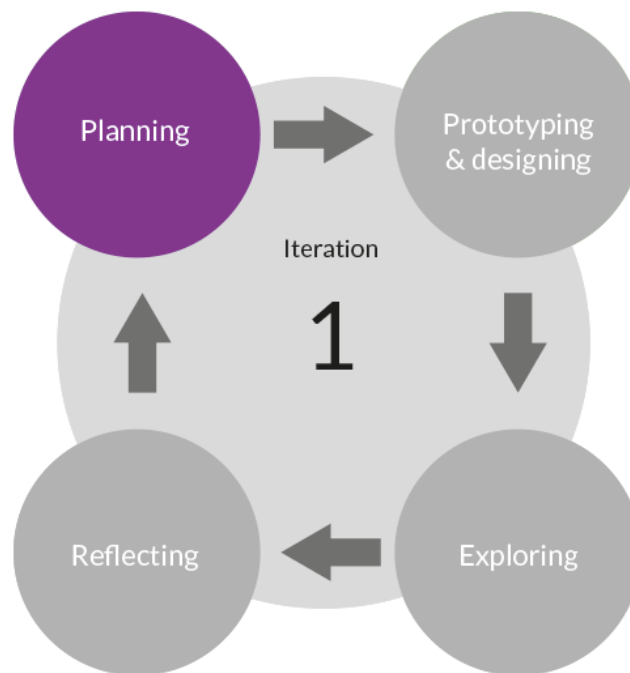 Planning
Prototyping
& designing
Iteration
1
Reflecting
Exploring